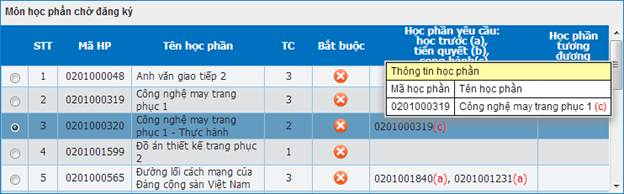 Môn học phần chờ đăng ký
STT Mã HP Tên học phần TC Bắt buộc Học phần yêu cầu: học trước (a), tiên quyết (b), song hành(c) Học phần tương đương
Thông tin học phần
Mã học phần Tên học phần
0201000319 Công nghệ may trang phục 1 (c)
1 0201000048 Anh văn giao tiếp 2 3
2 0201000319 Công nghệ may trang phục 1 3
3 0201000320 Công nghệ may trang phục 1 - Thực hành 2 0201000319(c)
4 0201001599 Đồ án thiết kế trang phục 2 1
5 0201000565 Đường lối cách mạng của Đảng cộng sản Việt Nam 3 0201001840(a), 0201001231(a)